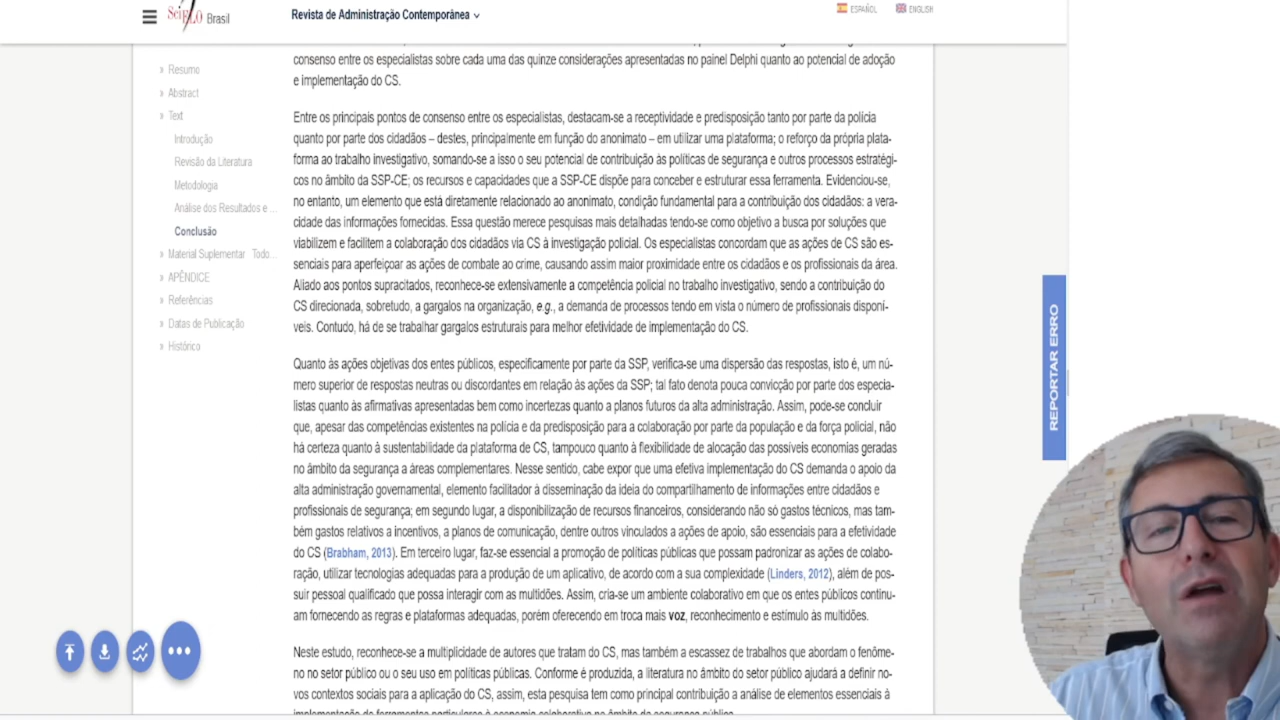 SciELO Brasil
Revista de Administração Contemporânea
ESPAÑOL
ENGLISH
» Resumo
» Abstract
» Text
Introdução
Revisão da Literatura
Metodologia
Análise dos Resultados e ...
Conclusão
» Material Suplementar Todo...
» APÊNDICE
» Referências
» Datas de Publicação
» Histórico
consenso entre os especialistas sobre cada uma das quinze considerações apresentadas no painel Delphi quanto ao potencial de adoção
e implementação do CS.
Entre os principais pontos de consenso entre os especialistas, destacam-se a receptividade e predisposição tanto por parte da polícia
quanto por parte dos cidadãos – destes, principalmente em função do anonimato – em utilizar uma plataforma; o reforço da própria plata-
forma ao trabalho investigativo, somando-se a isso o seu potencial de contribuição às políticas de segurança e outros processos estratégi-
cos no âmbito da SSP-CE; os recursos e capacidades que a SSP-CE dispõe para conceber e estruturar essa ferramenta. Evidenciou-se,
no entanto, um elemento que está diretamente relacionado ao anonimato, condição fundamental para a contribuição dos cidadãos: a vera-
cidade das informações fornecidas. Essa questão merece pesquisas mais detalhadas tendo-se como objetivo a busca por soluções que
viabilizem e facilitem a colaboração dos cidadãos via CS à investigação policial. Os especialistas concordam que as ações de CS são es-
senciais para aperfeiçoar as ações de combate ao crime, causando assim maior proximidade entre os cidadãos e os profissionais da área.
Aliado aos pontos supracitados, reconhece-se extensivamente a competência policial no trabalho investigativo, sendo a contribuição do
CS direcionada, sobretudo, a gargalos na organização, e.g., a demanda de processos tendo em vista o número de profissionais disponí-
veis. Contudo, há de se trabalhar gargalos estruturais para melhor efetividade de implementação do CS.
Quanto às ações objetivas dos entes públicos, especificamente por parte da SSP, verifica-se uma dispersão das respostas, isto é, um nú-
mero superior de respostas neutras ou discordantes em relação às ações da SSP; tal fato denota pouca convicção por parte dos especia-
listas quanto às afirmativas apresentadas bem como incertezas quanto a planos futuros da alta administração. Assim, pode-se concluir
que, apesar das competências existentes na polícia e da predisposição para a colaboração por parte da população e da força policial, não
há certeza quanto à sustentabilidade da plataforma de CS, tampouco quanto à flexibilidade de alocação das possíveis economias geradas
no âmbito da segurança a áreas complementares. Nesse sentido, cabe expor que uma efetiva implementação do CS demanda o apoio da
alta administração governamental, elemento facilitador à disseminação da ideia do compartilhamento de informações entre cidadãos e
profissionais de segurança; em segundo lugar, a disponibilização de recursos financeiros, considerando não só gastos técnicos, mas tam-
bém gastos relativos a incentivos, a planos de comunicação, dentre outros vinculados a ações de apoio, são essenciais para a efetividade
do CS (Brabham, 2013). Em terceiro lugar, faz-se essencial a promoção de políticas públicas que possam padronizar as ações de colabo-
ração, utilizar tecnologias adequadas para a produção de um aplicativo, de acordo com a sua complexidade (Linders, 2012), além de pos-
suir pessoal qualificado que possa interagir com as multidões. Assim, cria-se um ambiente colaborativo em que os entes públicos continu-
am fornecendo as regras e plataformas adequadas, porém oferecendo em troca mais voz, reconhecimento e estímulo às multidões.
Neste estudo, reconhece-se a multiplicidade de autores que tratam do CS, mas também a escassez de trabalhos que abordam o fenôme-
no no setor público ou o seu uso em políticas públicas. Conforme é produzida, a literatura no âmbito do setor público ajudará a definir no-
vos contextos sociais para a aplicação do CS, assim, esta pesquisa tem como principal contribuição a análise de elementos essenciais à
REPORTAR ERRO